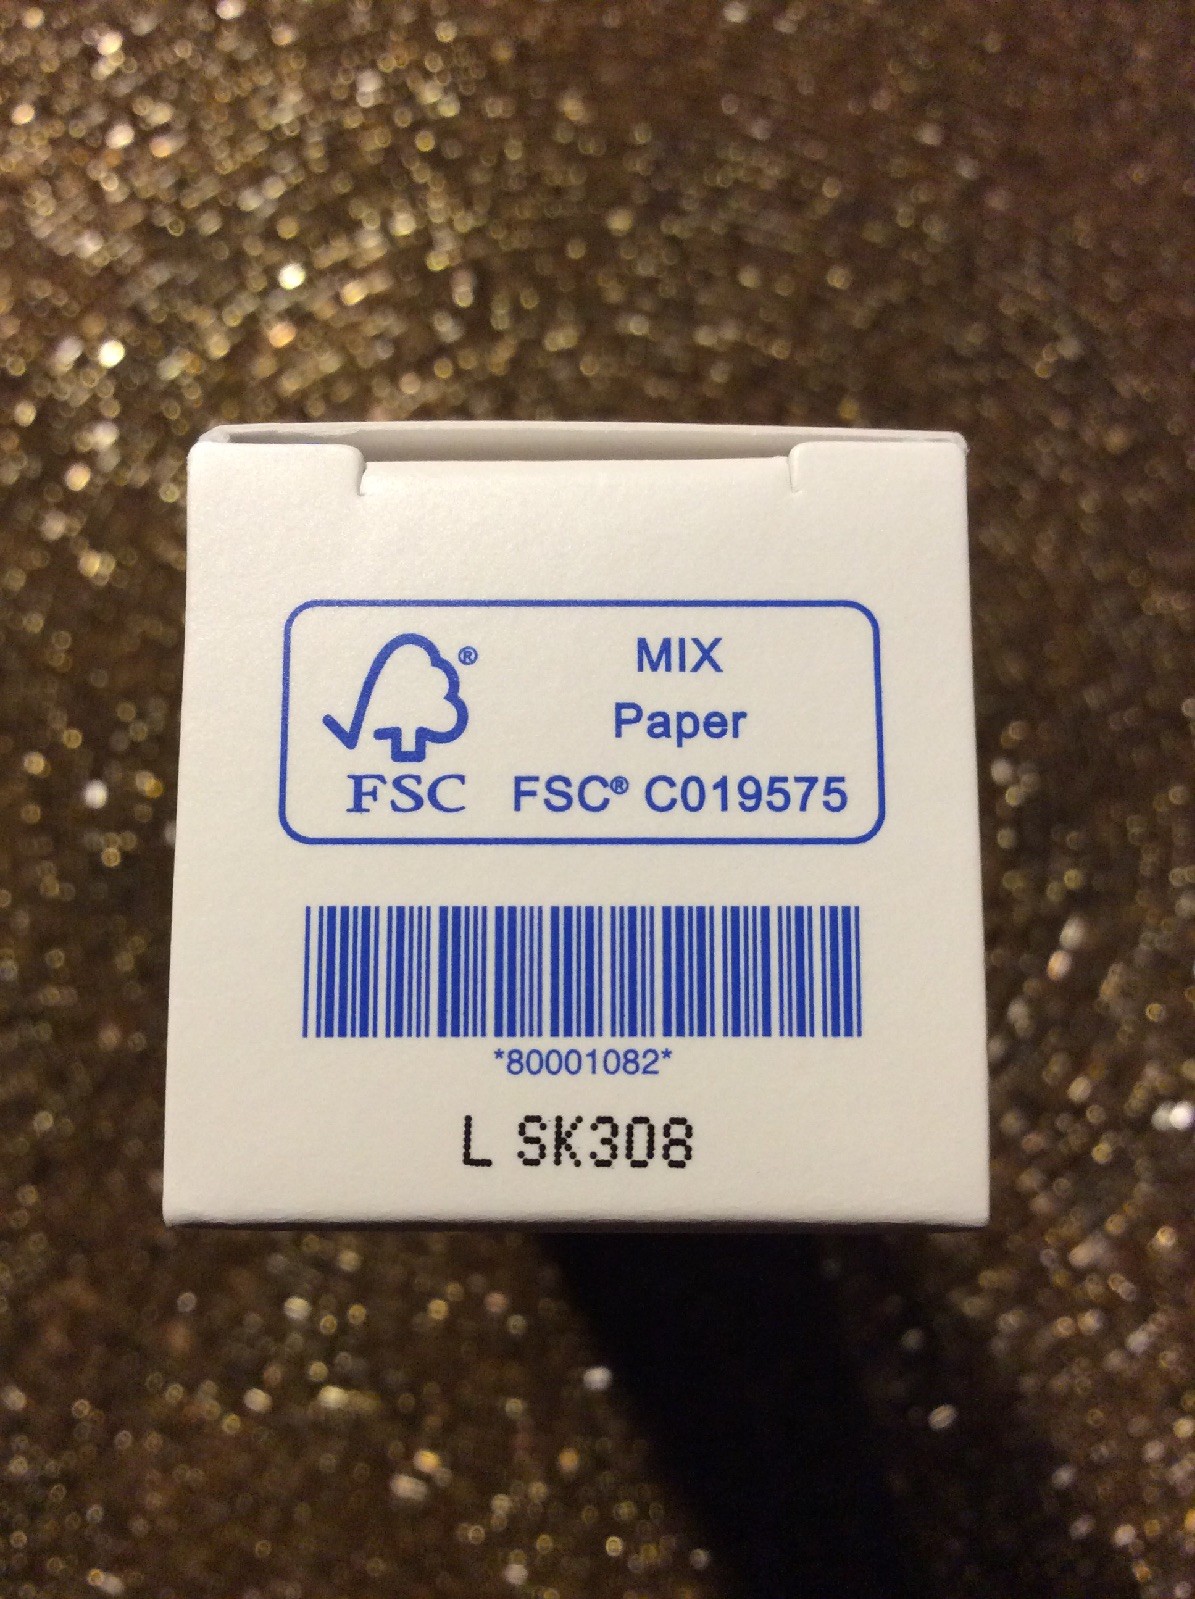 ®
FSC
MIX
Paper
FSC® C019575
*80001082*
L SK308